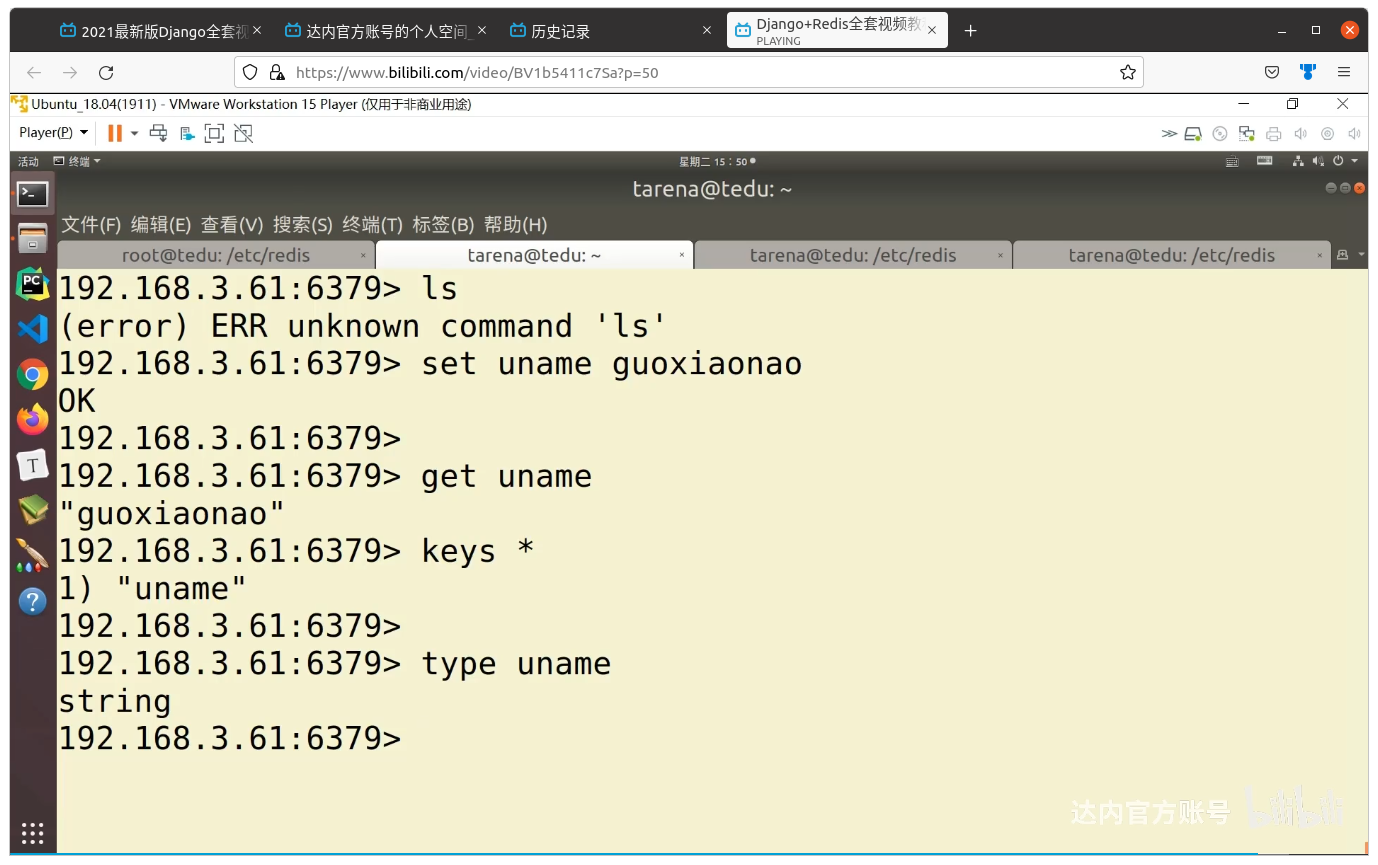 2021最新版Django全套视
达内官方账号的个人空间_
历史记录
Django+Redis全套视频教
PLAYING
https://www.bilibili.com/video/BV1b5411c7Sa?p=50
Ubuntu_18.04(1911) - VMware Workstation 15 Player (仅用于非商业用途)
Player(P)
活动 终端 星期二 15：50
tarena@tedu: ~
文件(F) 编辑(E) 查看(V) 搜索(S) 终端(T) 标签(B) 帮助(H)
root@tedu: /etc/redis
tarena@tedu: ~
tarena@tedu: /etc/redis
tarena@tedu: /etc/redis
192.168.3.61:6379> ls
(error) ERR unknown command 'ls'
192.168.3.61:6379> set uname guoxiaonao
OK
192.168.3.61:6379>
192.168.3.61:6379> get uname
"guoxiaonao"
192.168.3.61:6379> keys *
1) "uname"
192.168.3.61:6379>
192.168.3.61:6379> type uname
string
192.168.3.61:6379>
PC
T
?
达内官方账号 bilibili